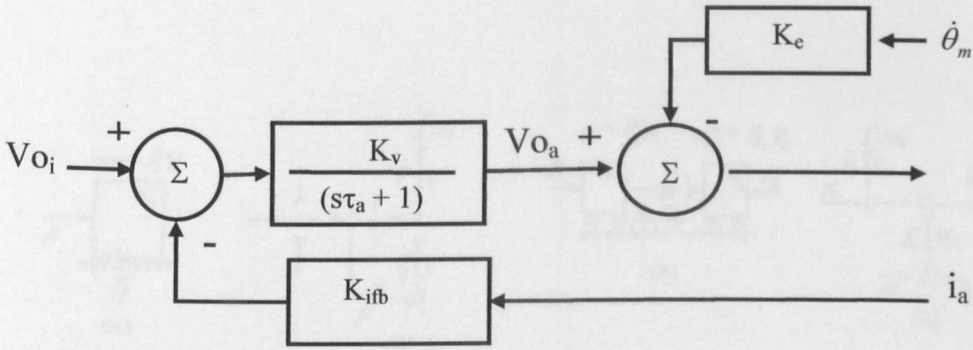 K_e
θ̇_m
+
-
Vo_i
Σ
K_v
(sτ_a + 1)
Vo_a
+
Σ
-
K_ifb
i_a